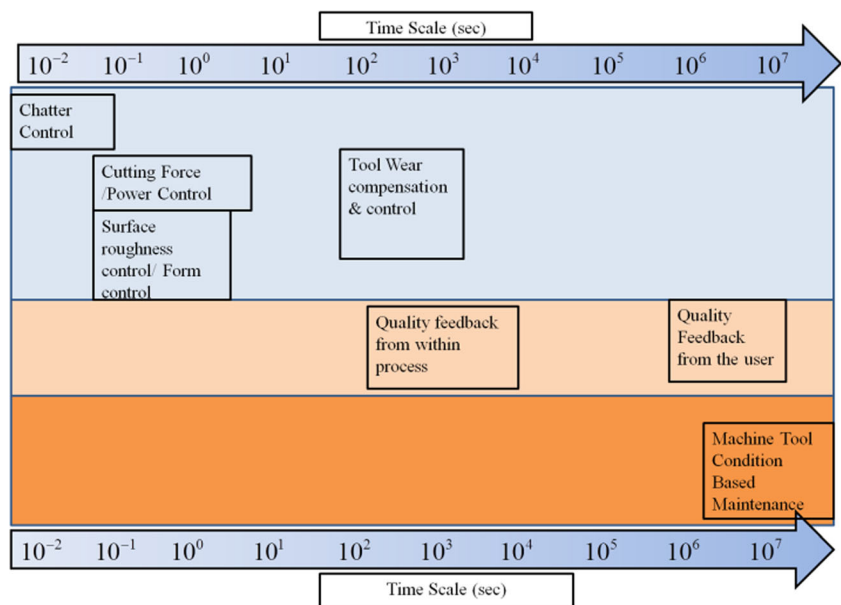 Time Scale (sec)
10⁻² 10⁻¹ 10⁰ 10¹ 10² 10³ 10⁴ 10⁵ 10⁶ 10⁷
Chatter
Control
Cutting Force
/Power Control
Surface
roughness
control/ Form
control
Tool Wear
compensation
& control
Quality feedback
from within
process
Quality
Feedback
from the user
Machine Tool
Condition
Based
Maintenance
10⁻² 10⁻¹ 10⁰ 10¹ 10² 10³ 10⁴ 10⁵ 10⁶ 10⁷
Time Scale (sec)